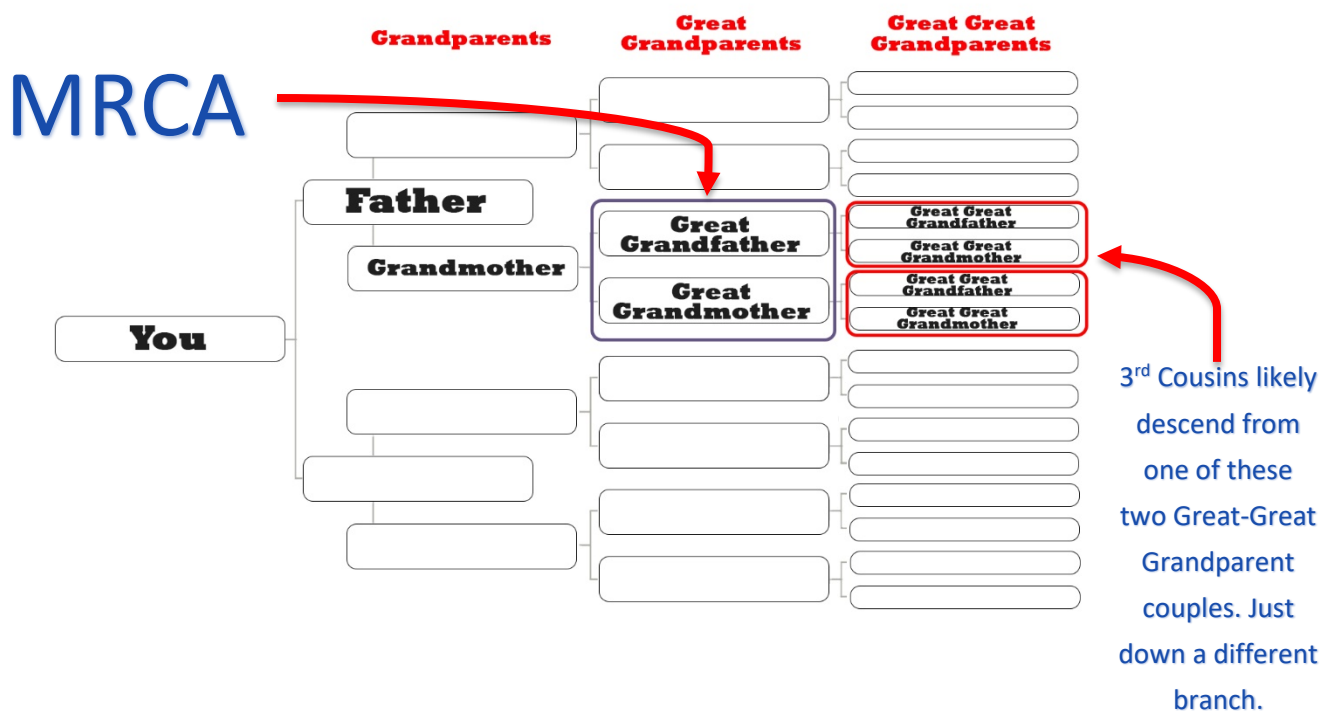 Grandparents
Great
Grandparents
Great Great
Grandparents
MRCA
Father
Grandmother
You
Great
Grandfather
Great
Grandmother
Great Great
Grandfather
Great Great
Grandmother
Great Great
Grandfather
Great Great
Grandmother
3rd Cousins likely
descend from
one of these
two Great-Great
Grandparent
couples. Just
down a different
branch.